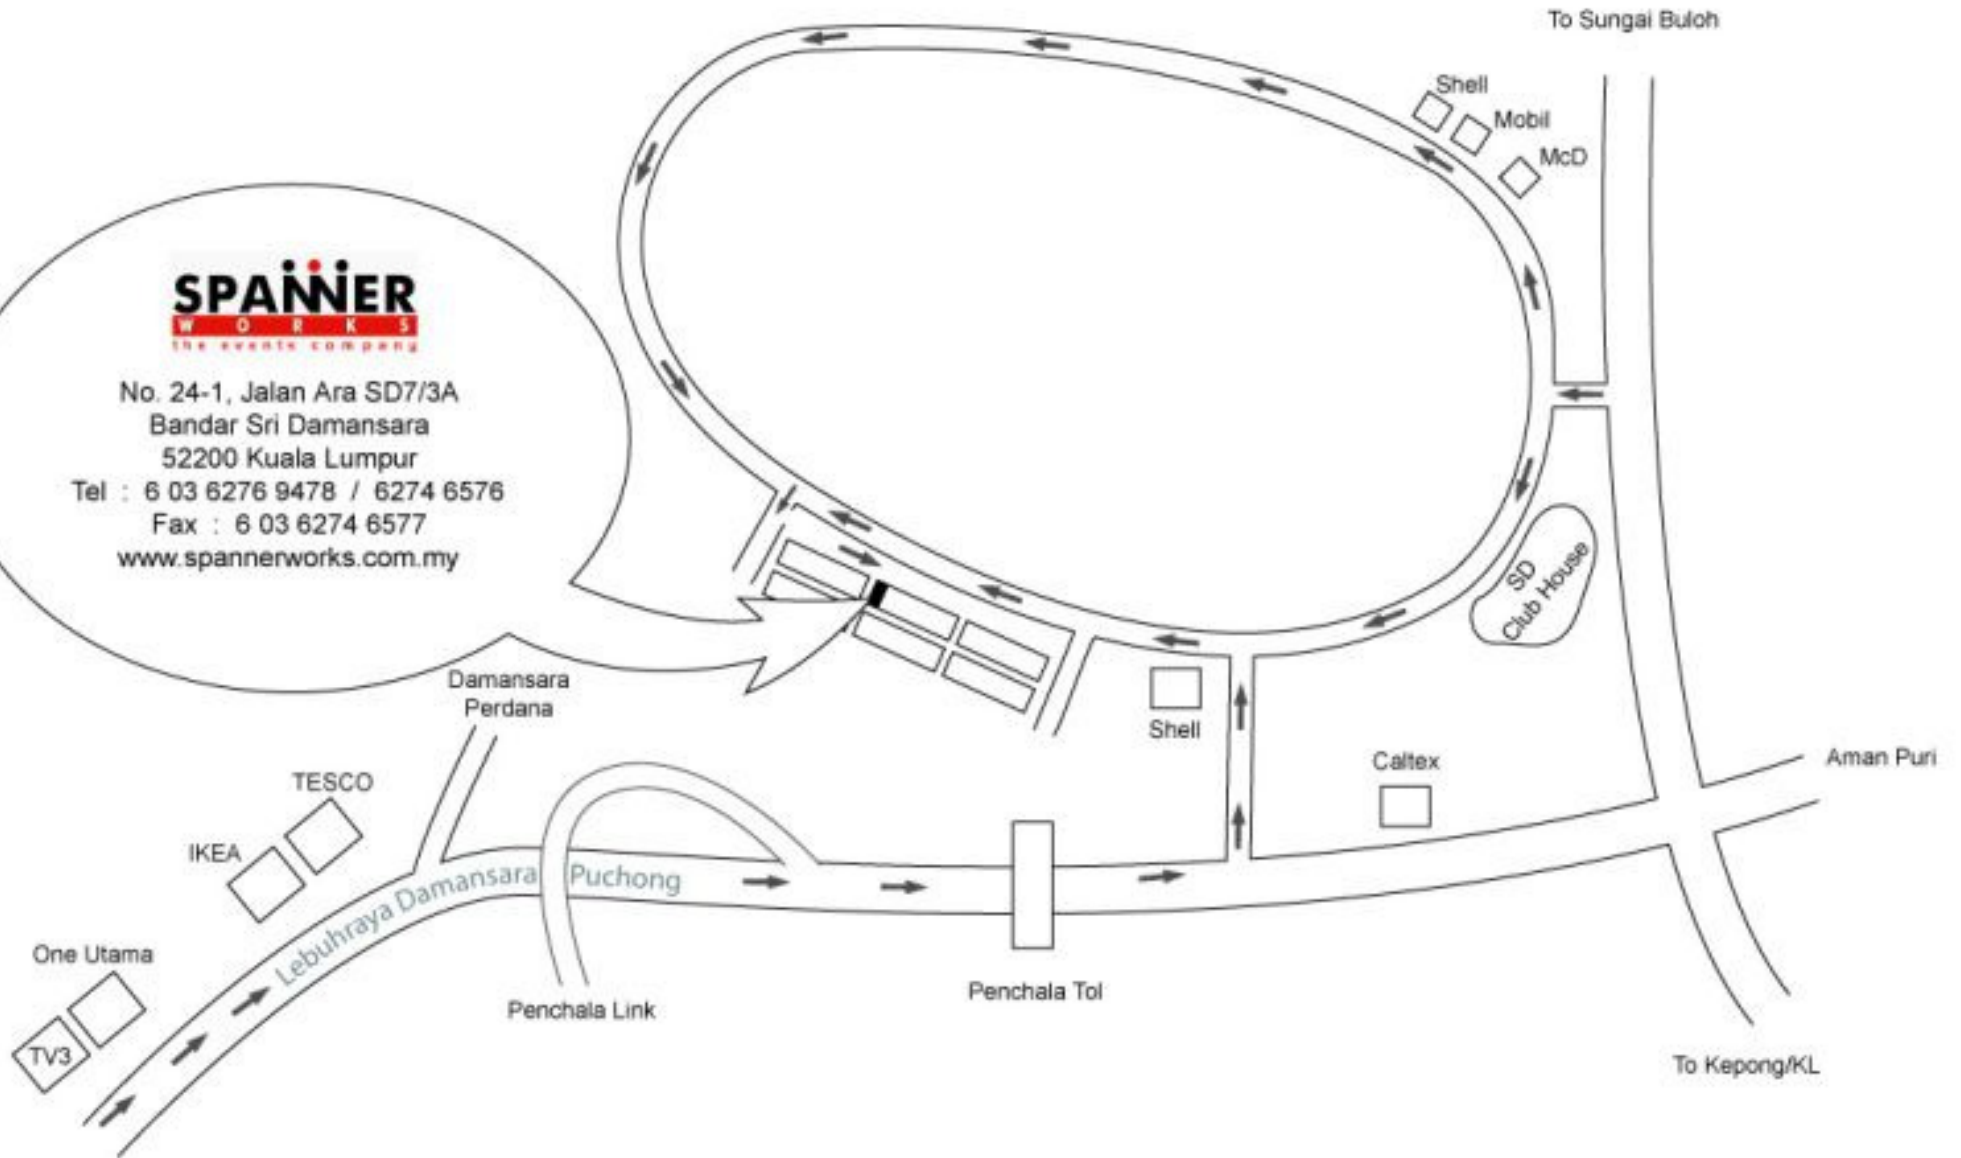 To Sungai Buloh
Shell
Mobil
McD
SPANNER
WORKS
the events company
No. 24-1, Jalan Ara SD7/3A
Bandar Sri Damansara
52200 Kuala Lumpur
Tel : 6 03 6276 9478 / 6274 6576
Fax : 6 03 6274 6577
www.spannerworks.com.my
SD
Club House
Damansara
Perdana
Shell
Caltex
Aman Puri
TESCO
IKEA
Lebuhraya Damansara Puchong
One Utama
TV3
Penchala Link
Penchala Tol
To Kepong/KL